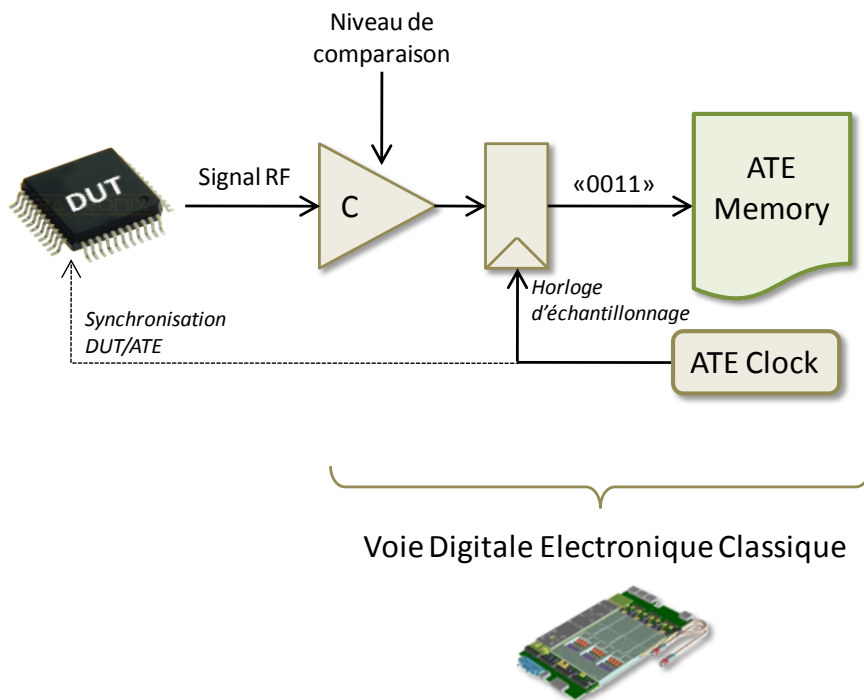 Niveau de
comparaison
DUT
Signal RF
C
«0011»
ATE
Memory
Horloge
d'échantillonnage
Synchronisation
DUT/ATE
ATE Clock
Voie Digitale Electronique Classique